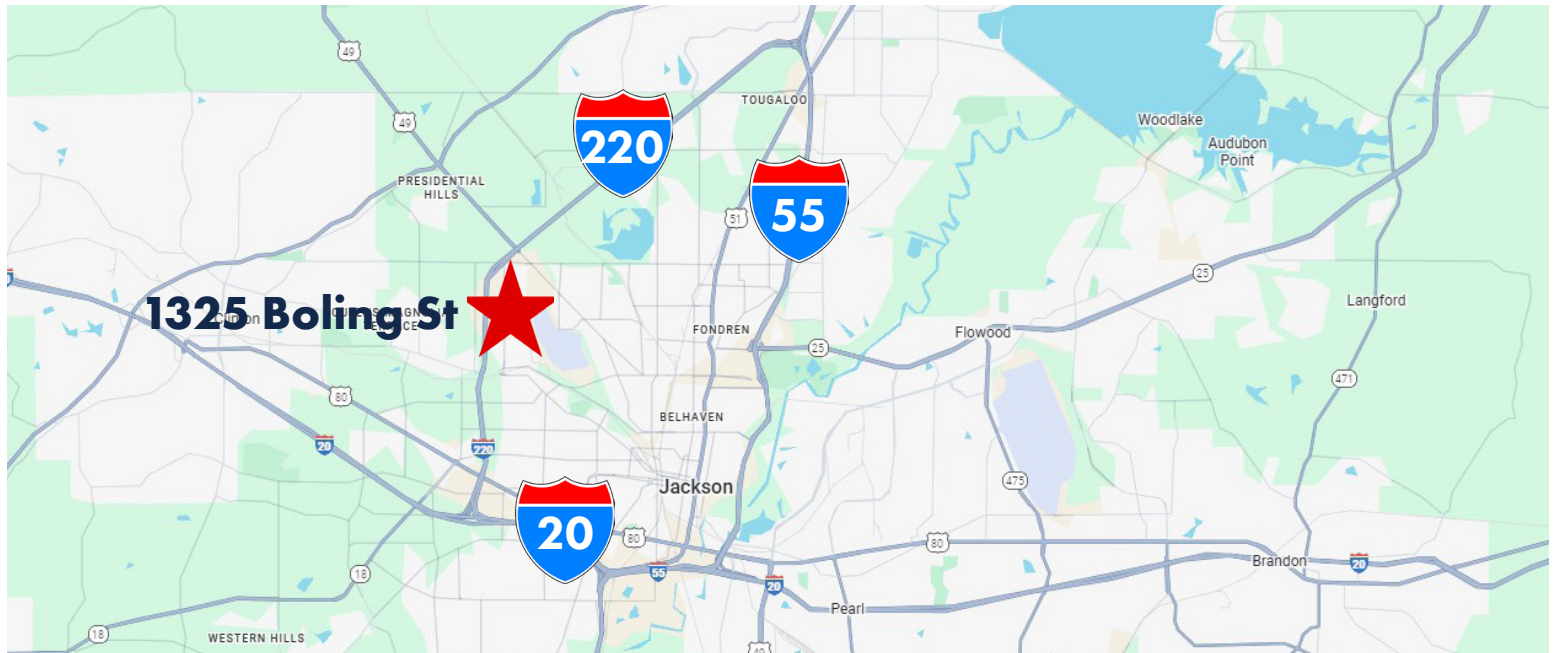 49
TOUGALOO
Woodlake
220
49
Audubon
Point
PRESIDENTIAL
HILLS
55
51
25
1325 Boling St
Clinton
Langford
FONDREN
Flowood
25
471
80
BELHAVEN
20
220
475
Jackson
20
80
80
Brandon
20
18
55
20
Pearl
18
WESTERN HILLS
49